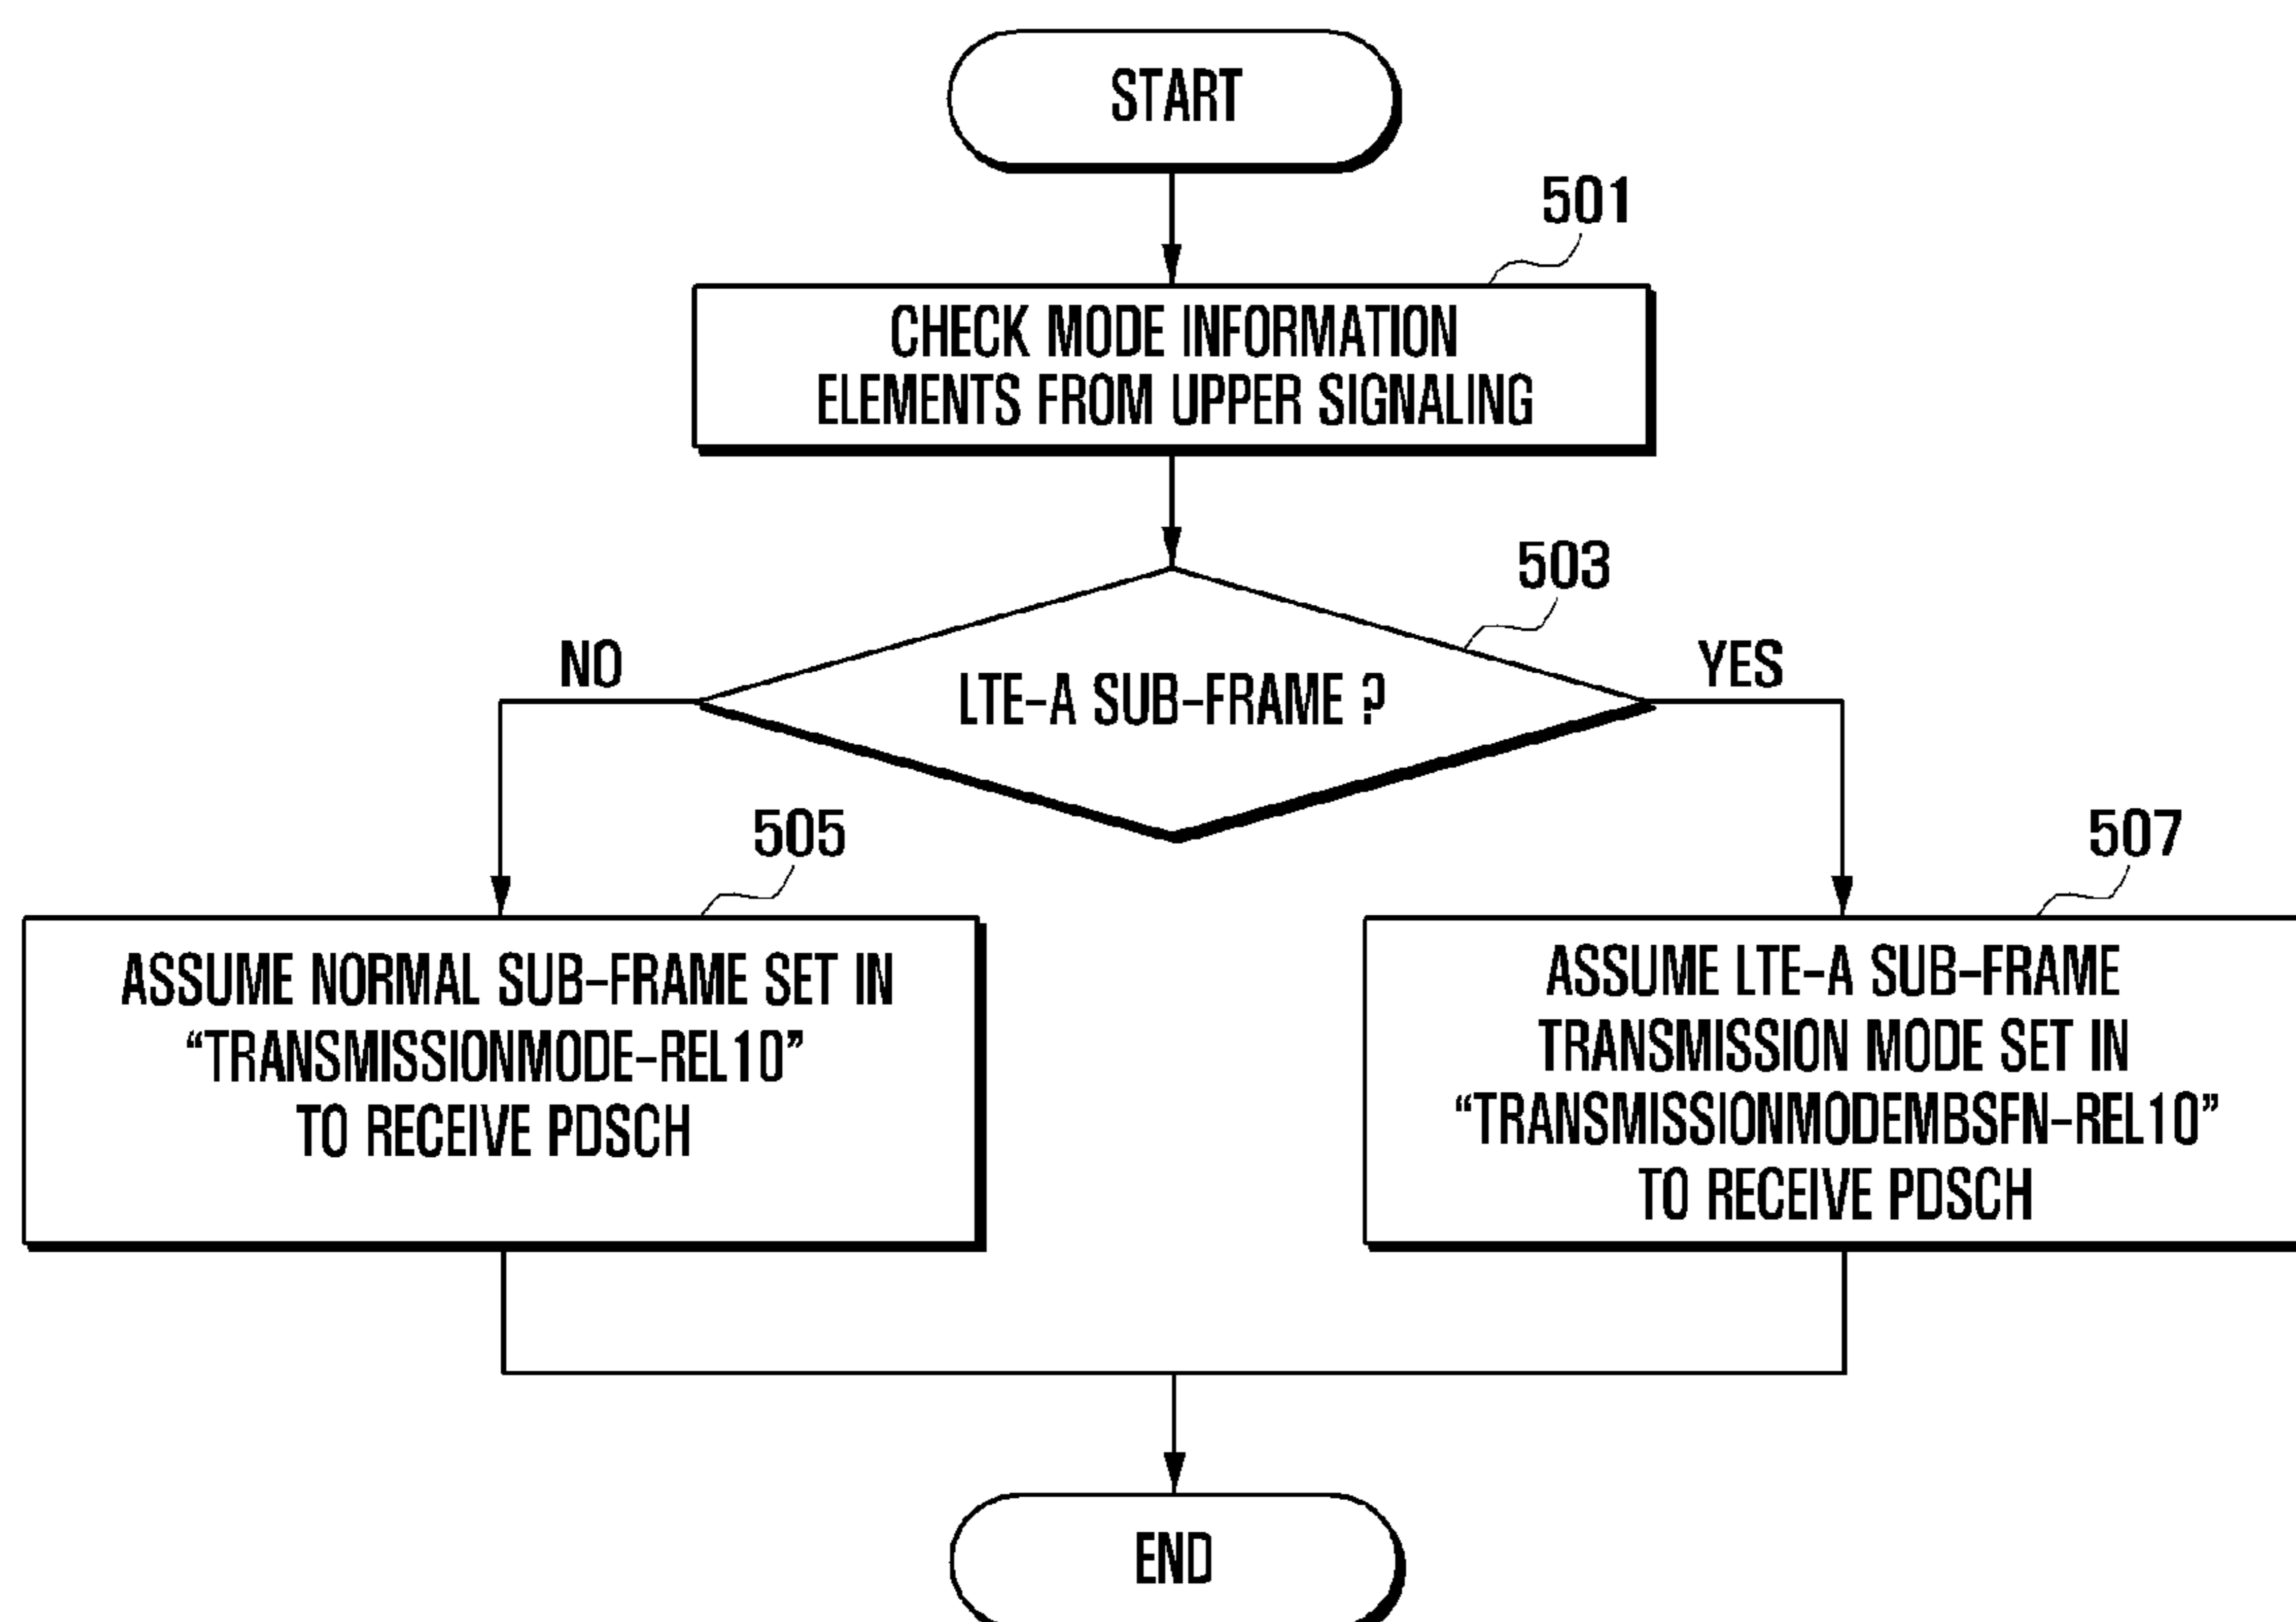 START
501
CHECK MODE INFORMATION
ELEMENTS FROM UPPER SIGNALING
503
NO
LTE-A SUB-FRAME ?
YES
505
ASSUME NORMAL SUB-FRAME SET IN
“TRANSMISSIONMODE-REL10”
TO RECEIVE PDSCH
507
ASSUME LTE-A SUB-FRAME
TRANSMISSION MODE SET IN
“TRANSMISSIONMODEMBSFN-REL10”
TO RECEIVE PDSCH
END